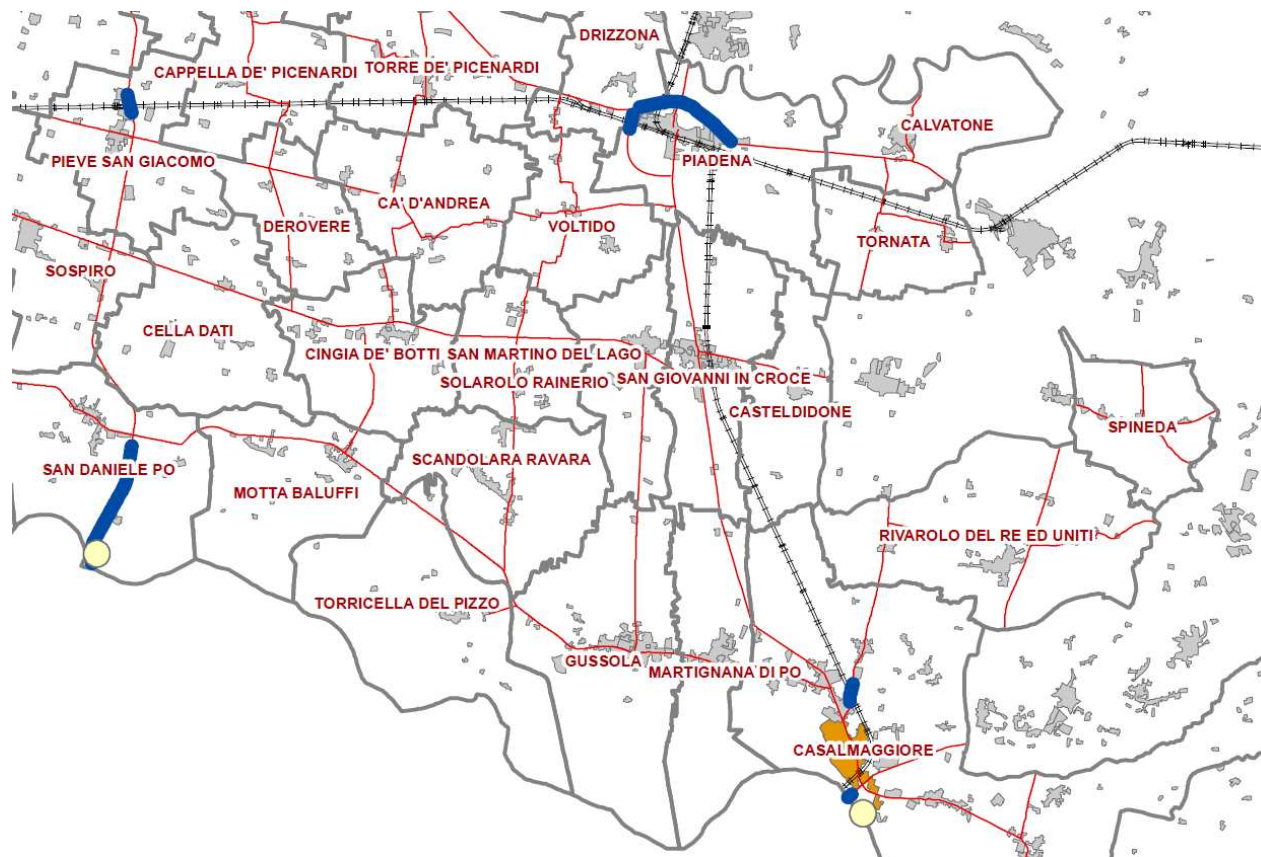 DRIZZONA
CAPPELLA DE' PICENARDI
TORRE DE' PICENARDI
CALVATONE
PIEVE SAN GIACOMO
PIADENA
CA' D'ANDREA
DEROVERE
VOLTIDO
TORNATA
SOSPIRO
CELLA DATI
CINGIA DE' BOTTI
SAN MARTINO DEL LAGO
SOLAROLO RAINERIO
SAN GIOVANNI IN CROCE
CASTELDIDONE
SPINEDA
SAN DANIELE PO
SCANDOLARA RAVARA
MOTTA BALUFFI
RIVAROLO DEL RE ED UNITI
TORRICELLA DEL PIZZO
GUSSOLA
MARTIGNANA DI PO
CASALMAGGIORE